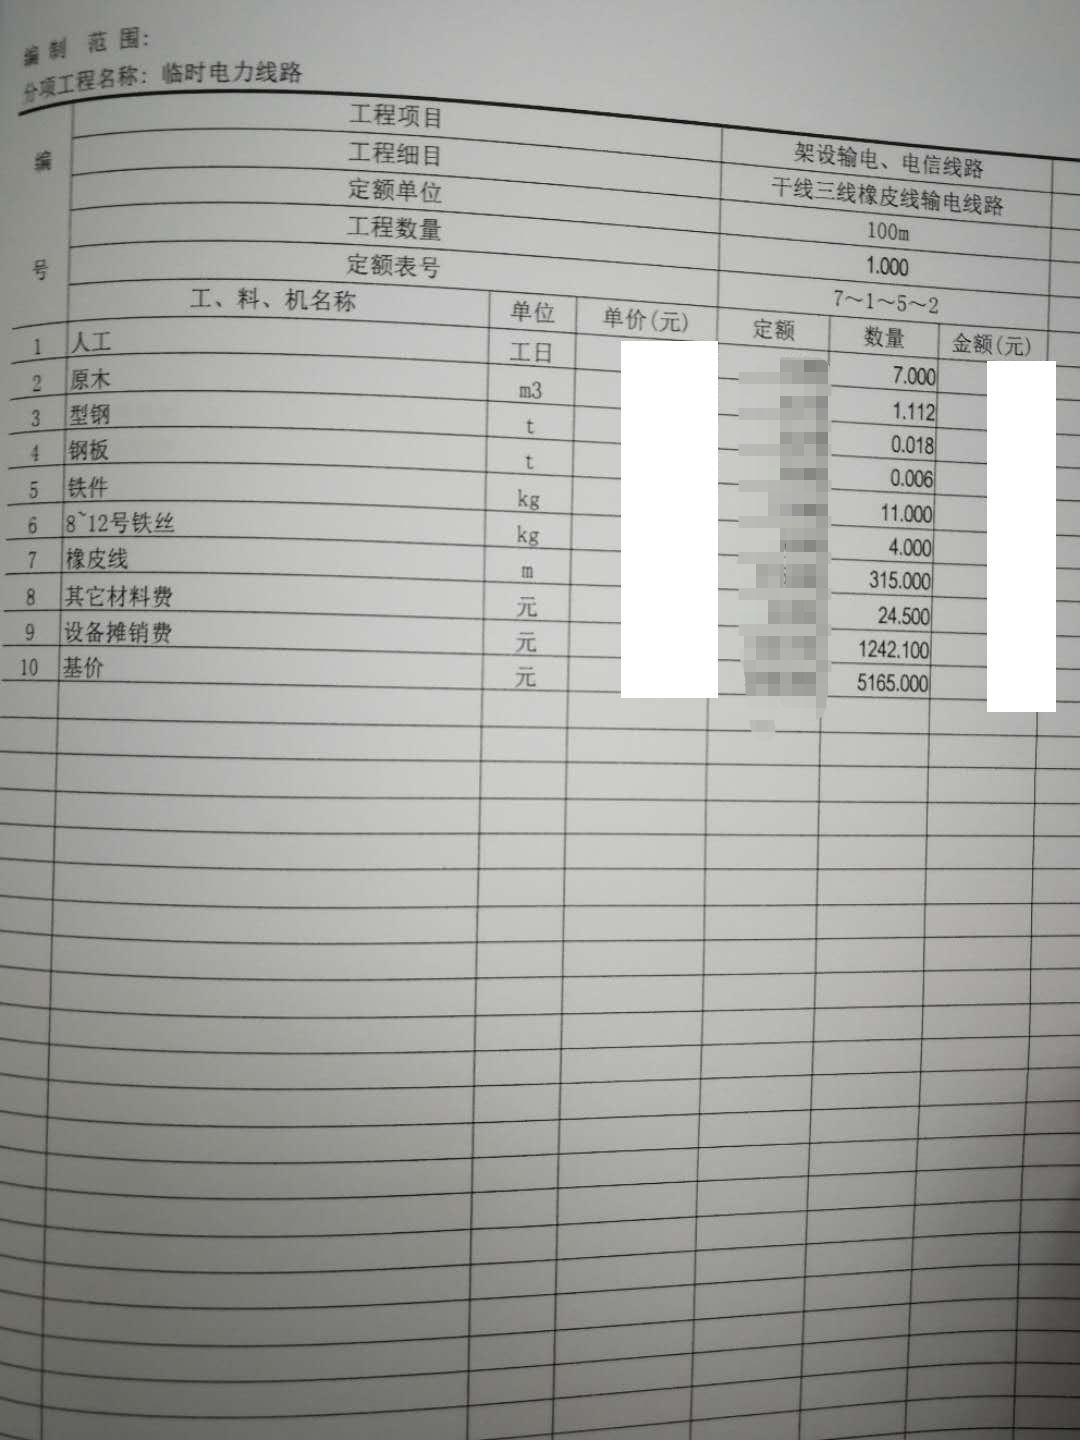 编制 范围：
分项工程名称：临时电力线路
编号
工程项目 架设输电、电信线路
工程细目 干线三线橡皮线输电线路
定额单位 100m
工程数量 1.000
定额表号 7～1～5～2
工、料、机名称 单位 单价(元) 定额 数量 金额(元)
1 人工 工日 7.000
2 原木 m3 1.112
3 型钢 t 0.018
4 钢板 t 0.006
5 铁件 kg 11.000
6 8~12号铁丝 kg 4.000
7 橡皮线 m 315.000
8 其它材料费 元 24.500
9 设备摊销费 元 1242.100
10 基价 元 5165.000